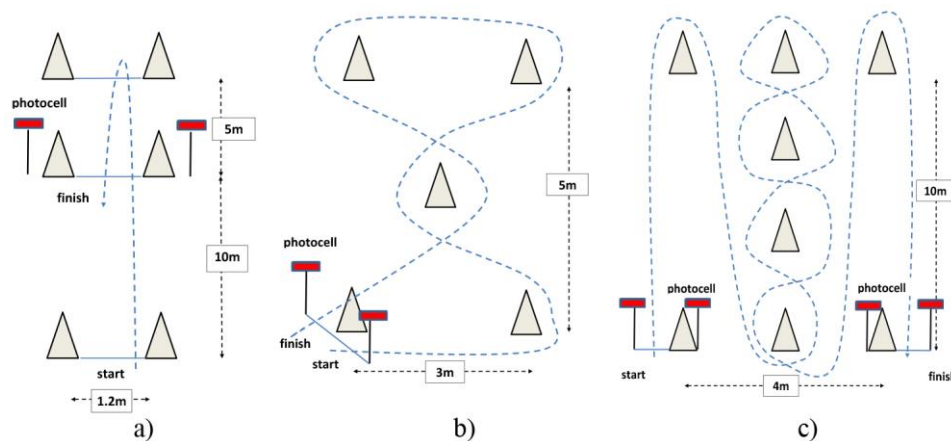 photocell
5m
finish
10m
start
1.2m
a)
photocell
5m
finish
start
3m
b)
10m
photocell
photocell
start
4m
finish
c)